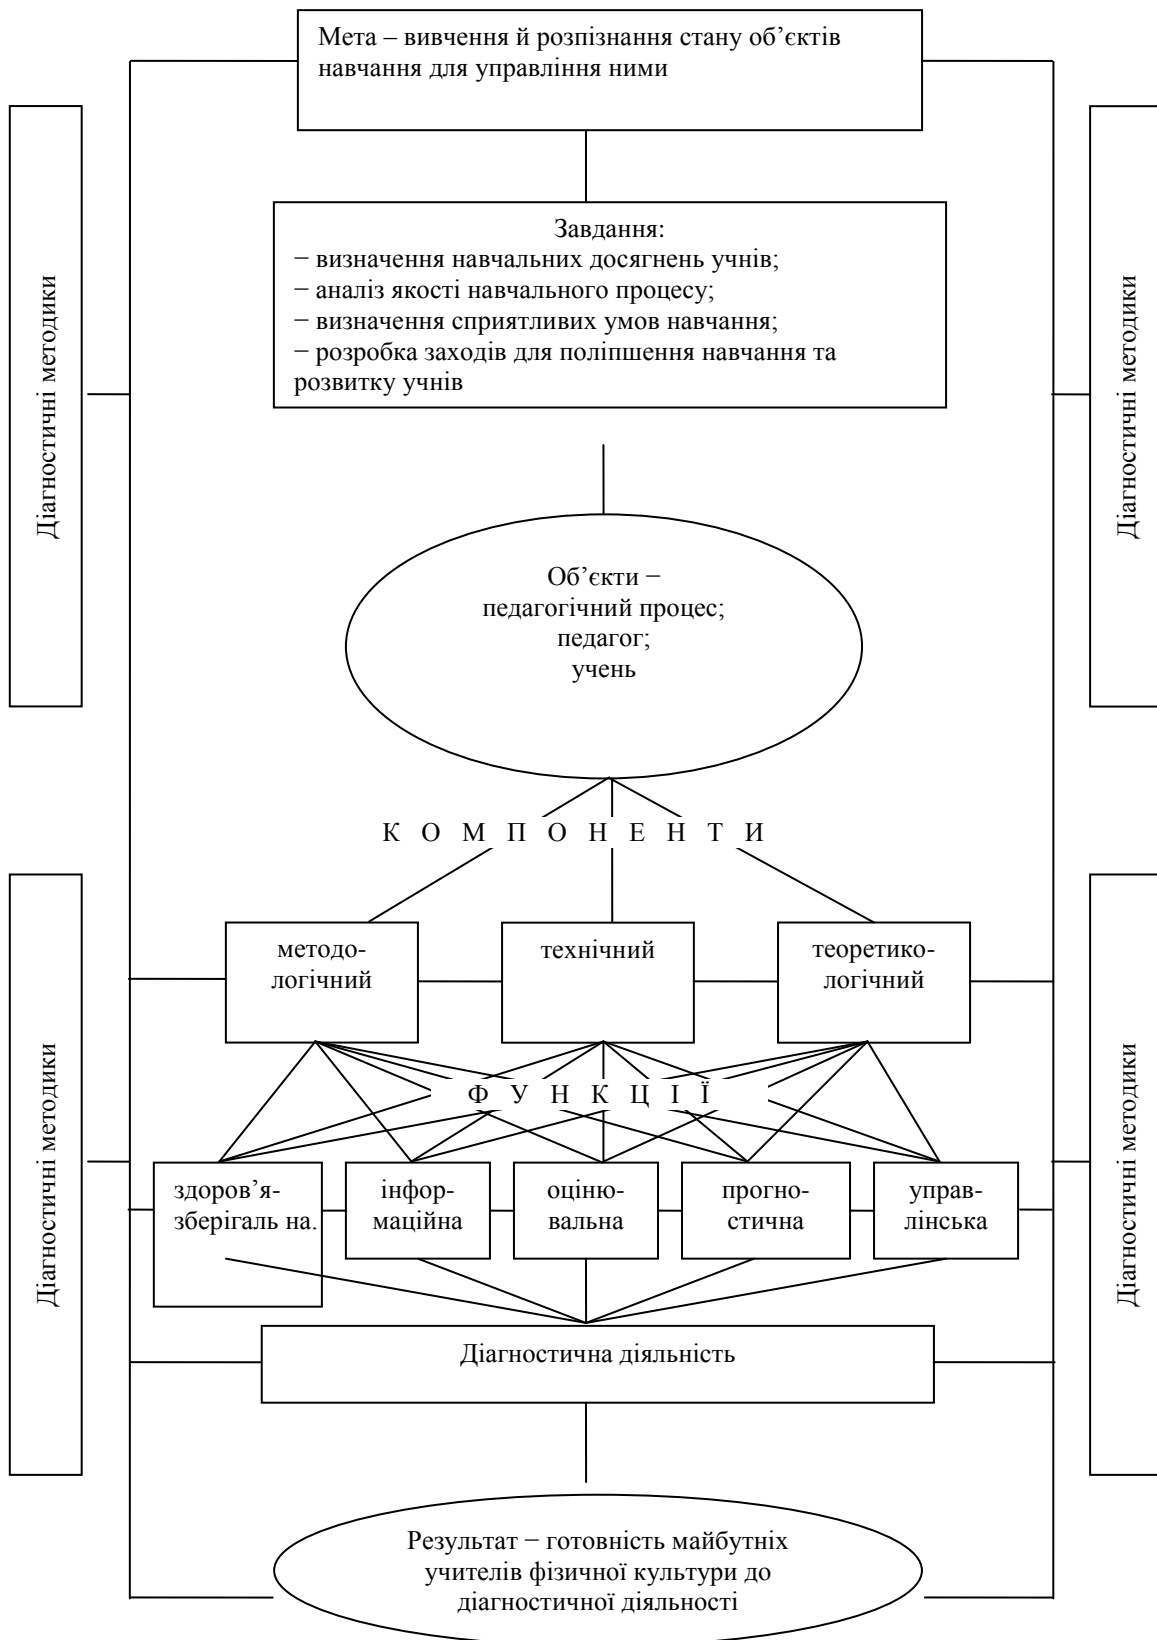 Мета – вивчення й розпізнання стану об’єктів
навчання для управління ними
Діагностичні методики
Діагностичні методики
Завдання:
− визначення навчальних досягнень учнів;
− аналіз якості навчального процесу;
− визначення сприятливих умов навчання;
− розробка заходів для поліпшення навчання та
розвитку учнів
Об’єкти −
педагогічний процес;
педагог;
учень
К О М П О Н Е Н Т И
методо-
логічний
технічний
теоретико-
логічний
Діагностичні методики
Діагностичні методики
Ф У Н К Ц І Ї
здоров’я-
зберігаль на.
інфор-
маційна
оціню-
вальна
прогно-
стична
управ-
лінська
Діагностична діяльність
Результат − готовність майбутніх
учителів фізичної культури до
діагностичної діяльності